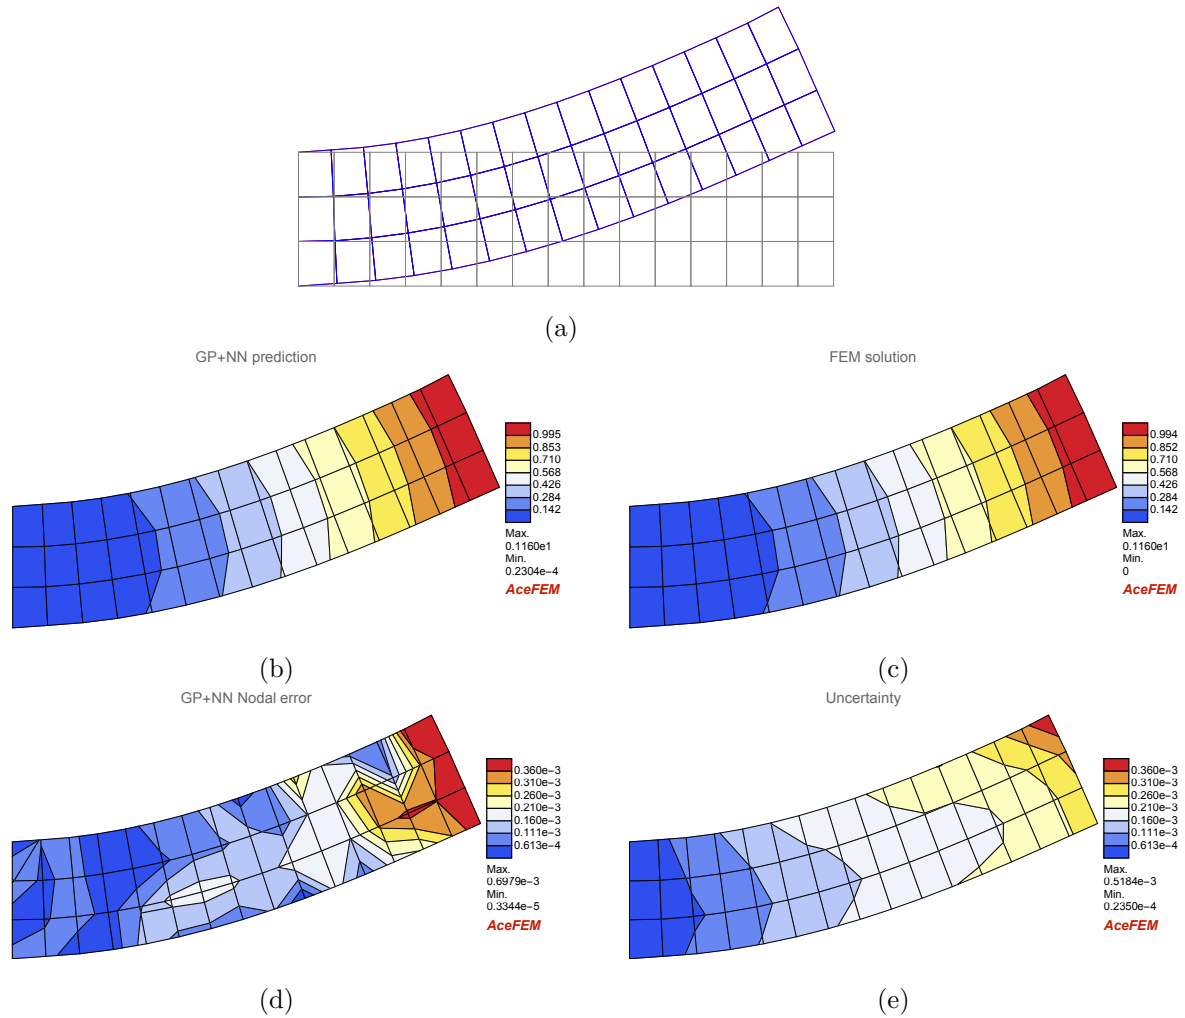 (a)
GP+NN prediction
0.995
0.853
0.710
0.568
0.426
0.284
0.142
Max.
0.1160e1
Min.
0.2304e-4
AceFEM
(b)
FEM solution
0.994
0.852
0.710
0.568
0.426
0.284
0.142
Max.
0.1160e1
Min.
0
AceFEM
(c)
GP+NN Nodal error
0.360e-3
0.310e-3
0.260e-3
0.210e-3
0.160e-3
0.111e-3
0.613e-4
Max.
0.6979e-3
Min.
0.3344e-5
AceFEM
(d)
Uncertainty
0.360e-3
0.310e-3
0.260e-3
0.210e-3
0.160e-3
0.111e-3
0.613e-4
Max.
0.5184e-3
Min.
0.2350e-4
AceFEM
(e)